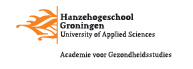 Hanzehogeschool
Groningen
University of Applied Sciences
Academie voor Gezondheidsstudies